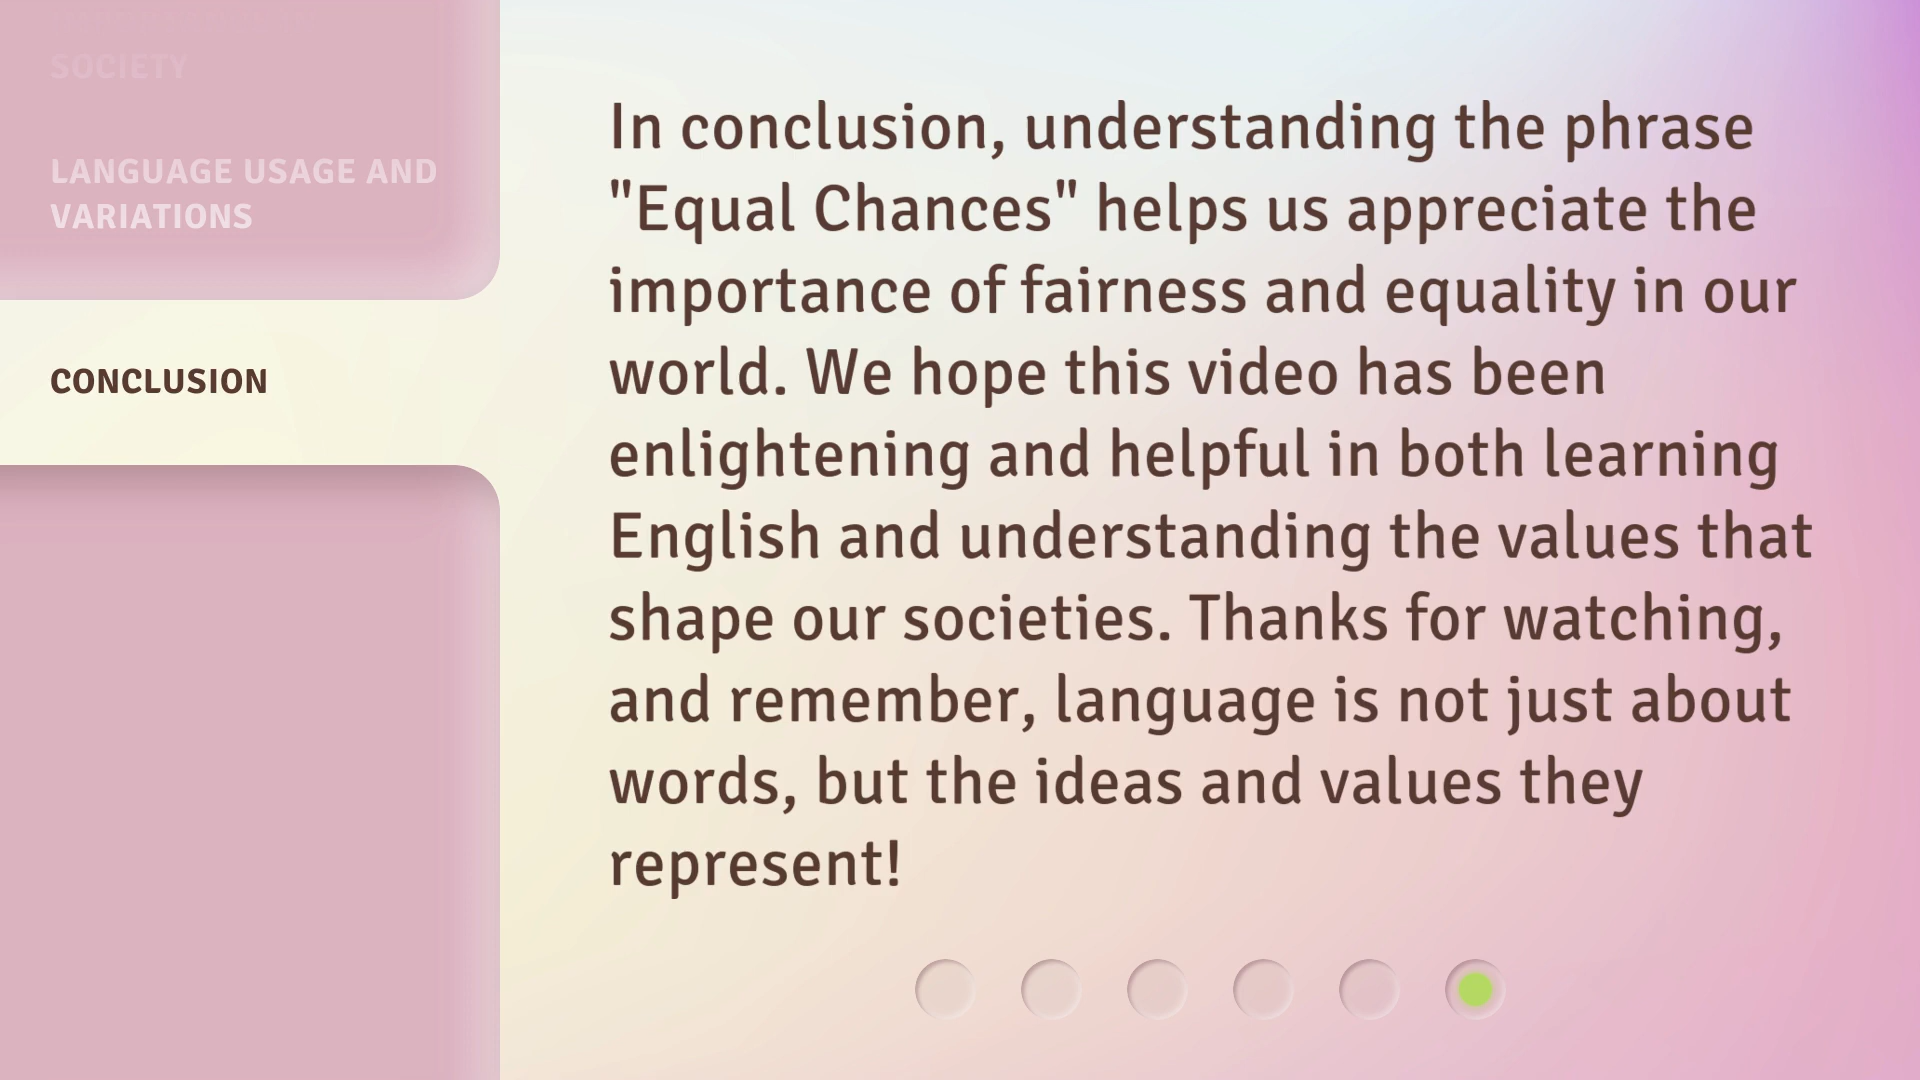 SOCIETY
LANGUAGE USAGE AND
VARIATIONS
CONCLUSION
In conclusion, understanding the phrase
"Equal Chances" helps us appreciate the
importance of fairness and equality in our
world. We hope this video has been
enlightening and helpful in both learning
English and understanding the values that
shape our societies. Thanks for watching,
and remember, language is not just about
words, but the ideas and values they
represent!